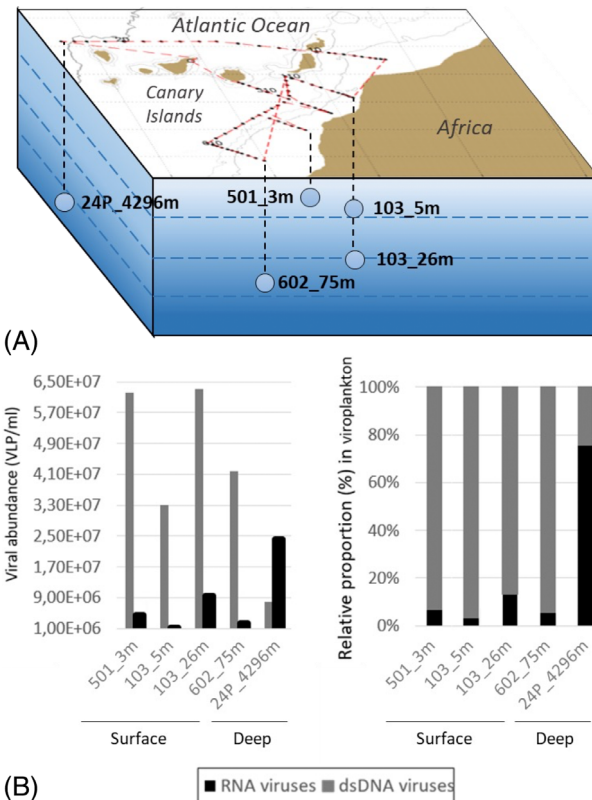 Atlantic Ocean
Canary
Islands
Africa
24P_4296m
501_3m
103_5m
103_26m
602_75m
(A)
Viral abundance (VLP/ml)
6,50E+07
5,70E+07
4,90E+07
4,10E+07
3,30E+07
2,50E+07
1,70E+07
9,00E+06
1,00E+06
501_3m
103_5m
103_26m
602_75m
24P_4296m
Surface
Deep
Relative proportion (%) in viroplankton
100%
80%
60%
40%
20%
0%
501_3m
103_5m
103_26m
602_75m
24P_4296m
Surface
Deep
(B)
RNA viruses dsDNA viruses